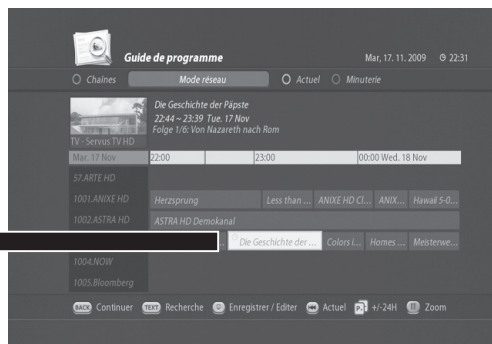 Guide de programme Mar, 17. 11. 2009 22:31
Chaînes Mode réseau Actuel Minuterie
Die Geschichte der Päpste
22:44 ~ 23:39 Tue. 17 Nov
Folge 1/6: Von Nazareth nach Rom
TV - Servus TV HD
Mar. 17 Nov 22:00 23:00 00:00 Wed. 18 Nov
57.ARTE HD
1001.ANIXE HD Herzsprung Less than ... ANIXE HD Cl... ANIX... Hawaii 5-0...
1002.ASTRA HD ASTRA HD Demokanal
... Die Geschichte der ... Colors i... Homes ... Meisterwe...
1004.NOW
1005.Bloomberg
BACK Continuer TEXT Recherche Enregistrer / Editer Actuel +/-24H Zoom